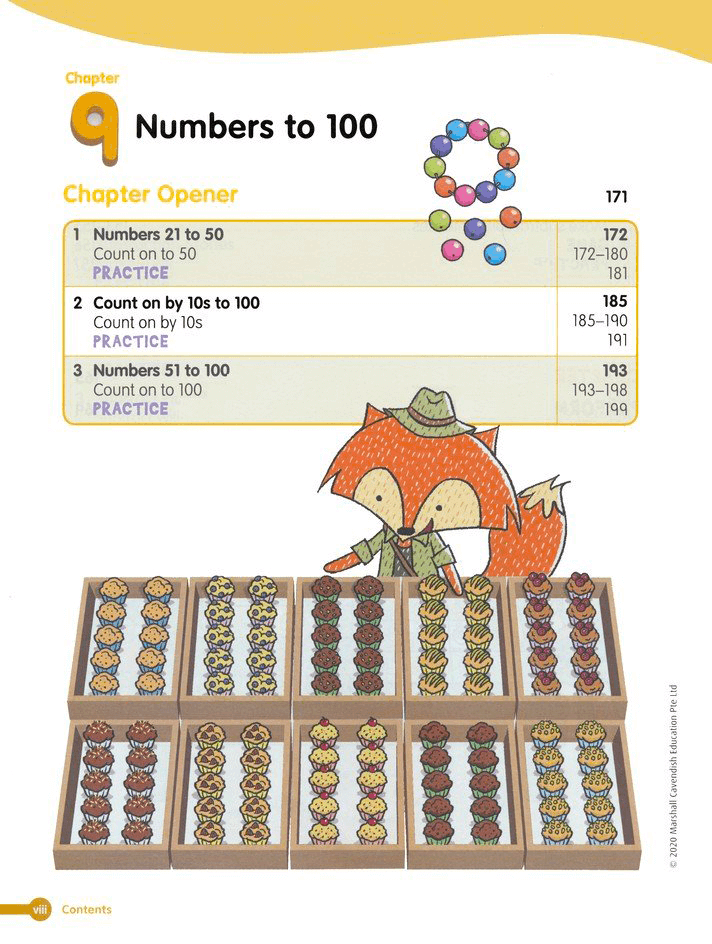 Chapter
9 Numbers to 100
Chapter Opener 171
1 Numbers 21 to 50 172
Count on to 50 172–180
PRACTICE 181
2 Count on by 10s to 100 185
Count on by 10s 185–190
PRACTICE 191
3 Numbers 51 to 100 193
Count on to 100 193–198
PRACTICE 199
© 2020 Marshall Cavendish Education Pte Ltd
viii Contents